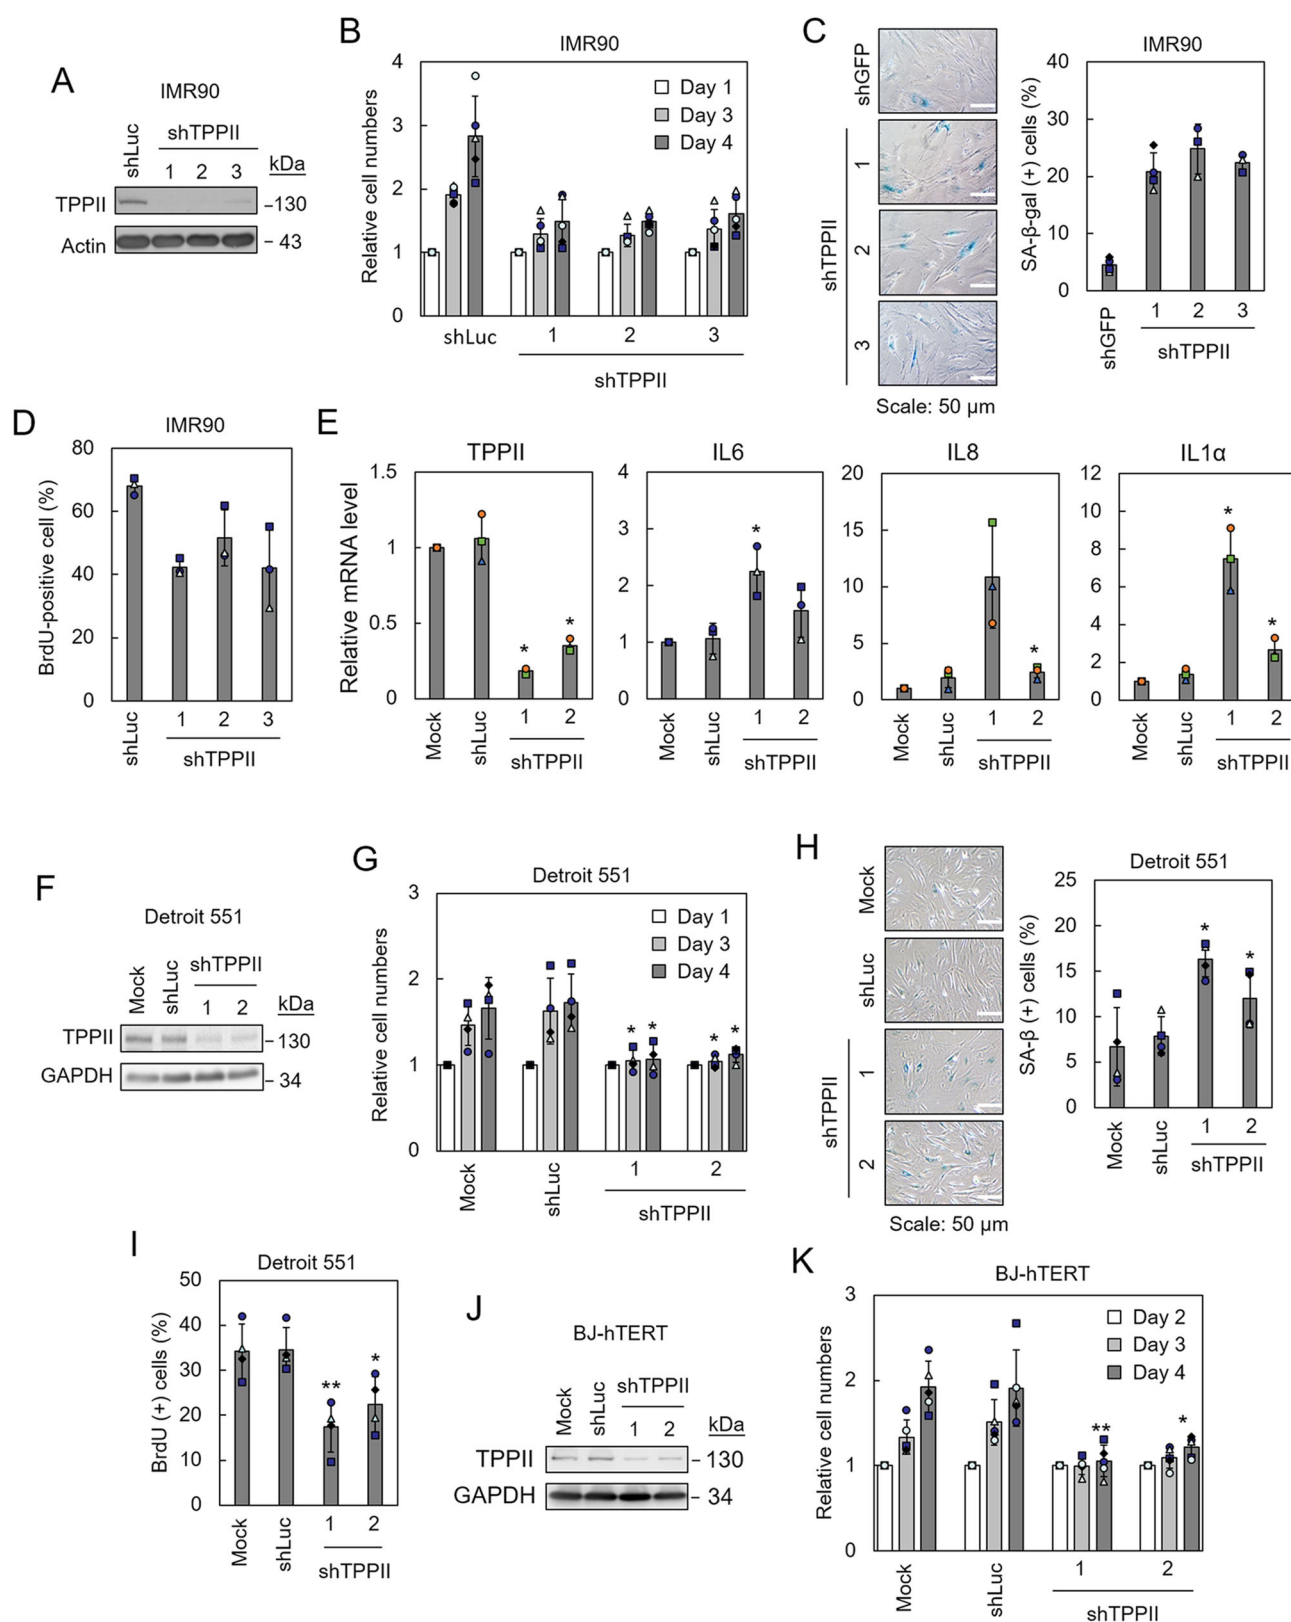 A
IMR90
shLuc
shTPPII
1 2 3
kDa
TPPII
130
Actin
43
B
IMR90
Relative cell numbers
4
3
2
1
0
Day 1
Day 3
Day 4
shLuc
1 2 3
shTPPII
C
shGFP
1
2
3
shTPPII
Scale: 50 µm
IMR90
SA-β-gal (+) cells (%)
40
30
20
10
0
shGFP
1 2 3
shTPPII
D
IMR90
BrdU-positive cell (%)
80
60
40
20
0
shLuc
1 2 3
shTPPII
E
Relative mRNA level
TPPII
1.5
1
0.5
0
* *
Mock
shLuc
1 2
shTPPII
IL6
4
3
2
1
0
*
Mock
shLuc
1 2
shTPPII
IL8
20
15
10
5
0
*
Mock
shLuc
1 2
shTPPII
IL1α
12
10
8
6
4
2
0
* *
Mock
shLuc
1 2
shTPPII
F
Detroit 551
Mock
shLuc
shTPPII
1 2
kDa
TPPII
130
GAPDH
34
G
Detroit 551
Relative cell numbers
3
2
1
0
Day 1
Day 3
Day 4
* * * *
Mock
shLuc
1 2
shTPPII
H
Mock
shLuc
1
2
shTPPII
Scale: 50 µm
Detroit 551
SA-β (+) cells (%)
25
20
15
10
5
0
* *
Mock
shLuc
1 2
shTPPII
I
Detroit 551
BrdU (+) cells (%)
50
40
30
20
10
0
** *
Mock
shLuc
1 2
shTPPII
J
BJ-hTERT
Mock
shLuc
shTPPII
1 2
kDa
TPPII
130
GAPDH
34
K
BJ-hTERT
Relative cell numbers
3
2
1
0
Day 2
Day 3
Day 4
** *
Mock
shLuc
1 2
shTPPII